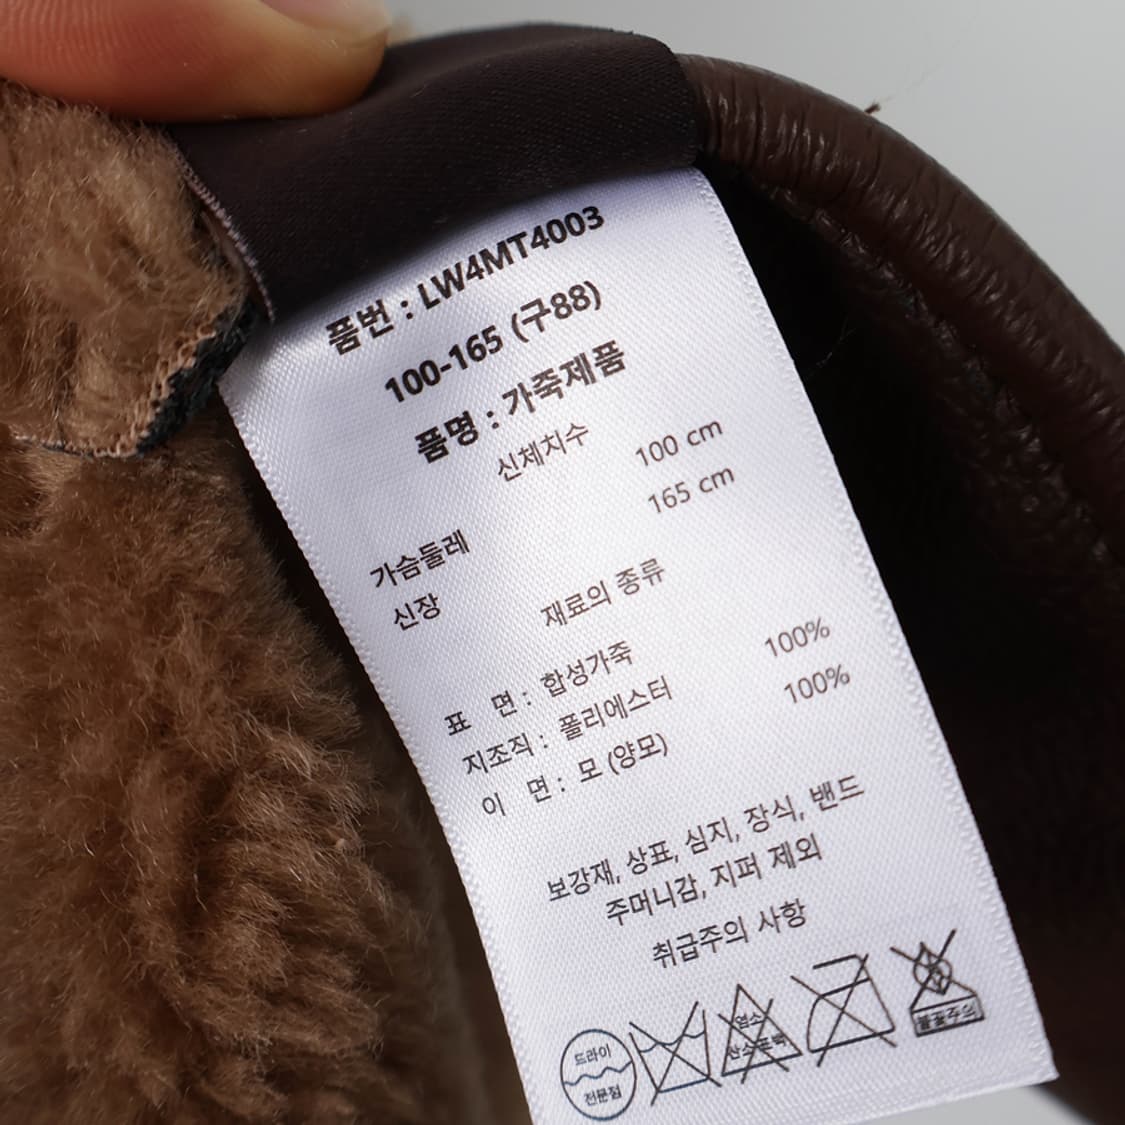 품번 : LW4MT4003
100-165 (구88)
품명 : 가죽제품
신체치수
가슴둘레 100 cm
신장 165 cm
재료의 종류
표 면 : 합성가죽 100%
지조직 : 폴리에스터 100%
이 면 : 모 (양모)
보강재, 상표, 심지, 장식, 밴드
주머니감, 지퍼 제외
취급주의 사항
드라이
전문점
염소
산소표백
불꽃주의